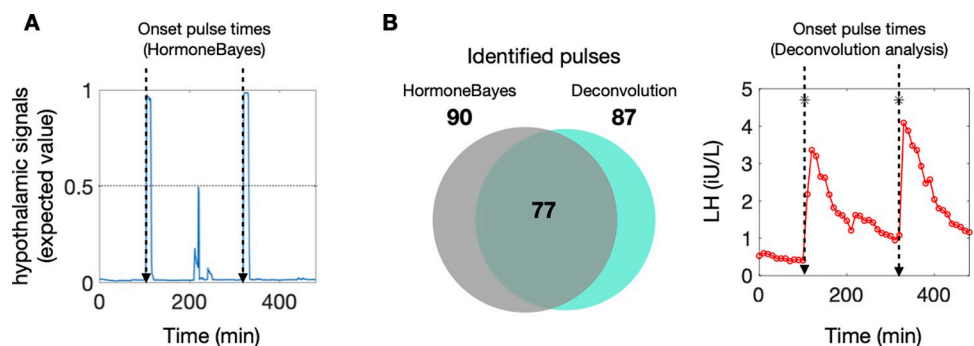 A
Onset pulse times
(HormoneBayes)
hypothalamic signals
(expected value)
1
0.5
0
0
200
400
Time (min)
B
Identified pulses
HormoneBayes
90
Deconvolution
87
77
Onset pulse times
(Deconvolution analysis)
LH (iU/L)
5
4
3
2
1
0
0
200
400
Time (min)